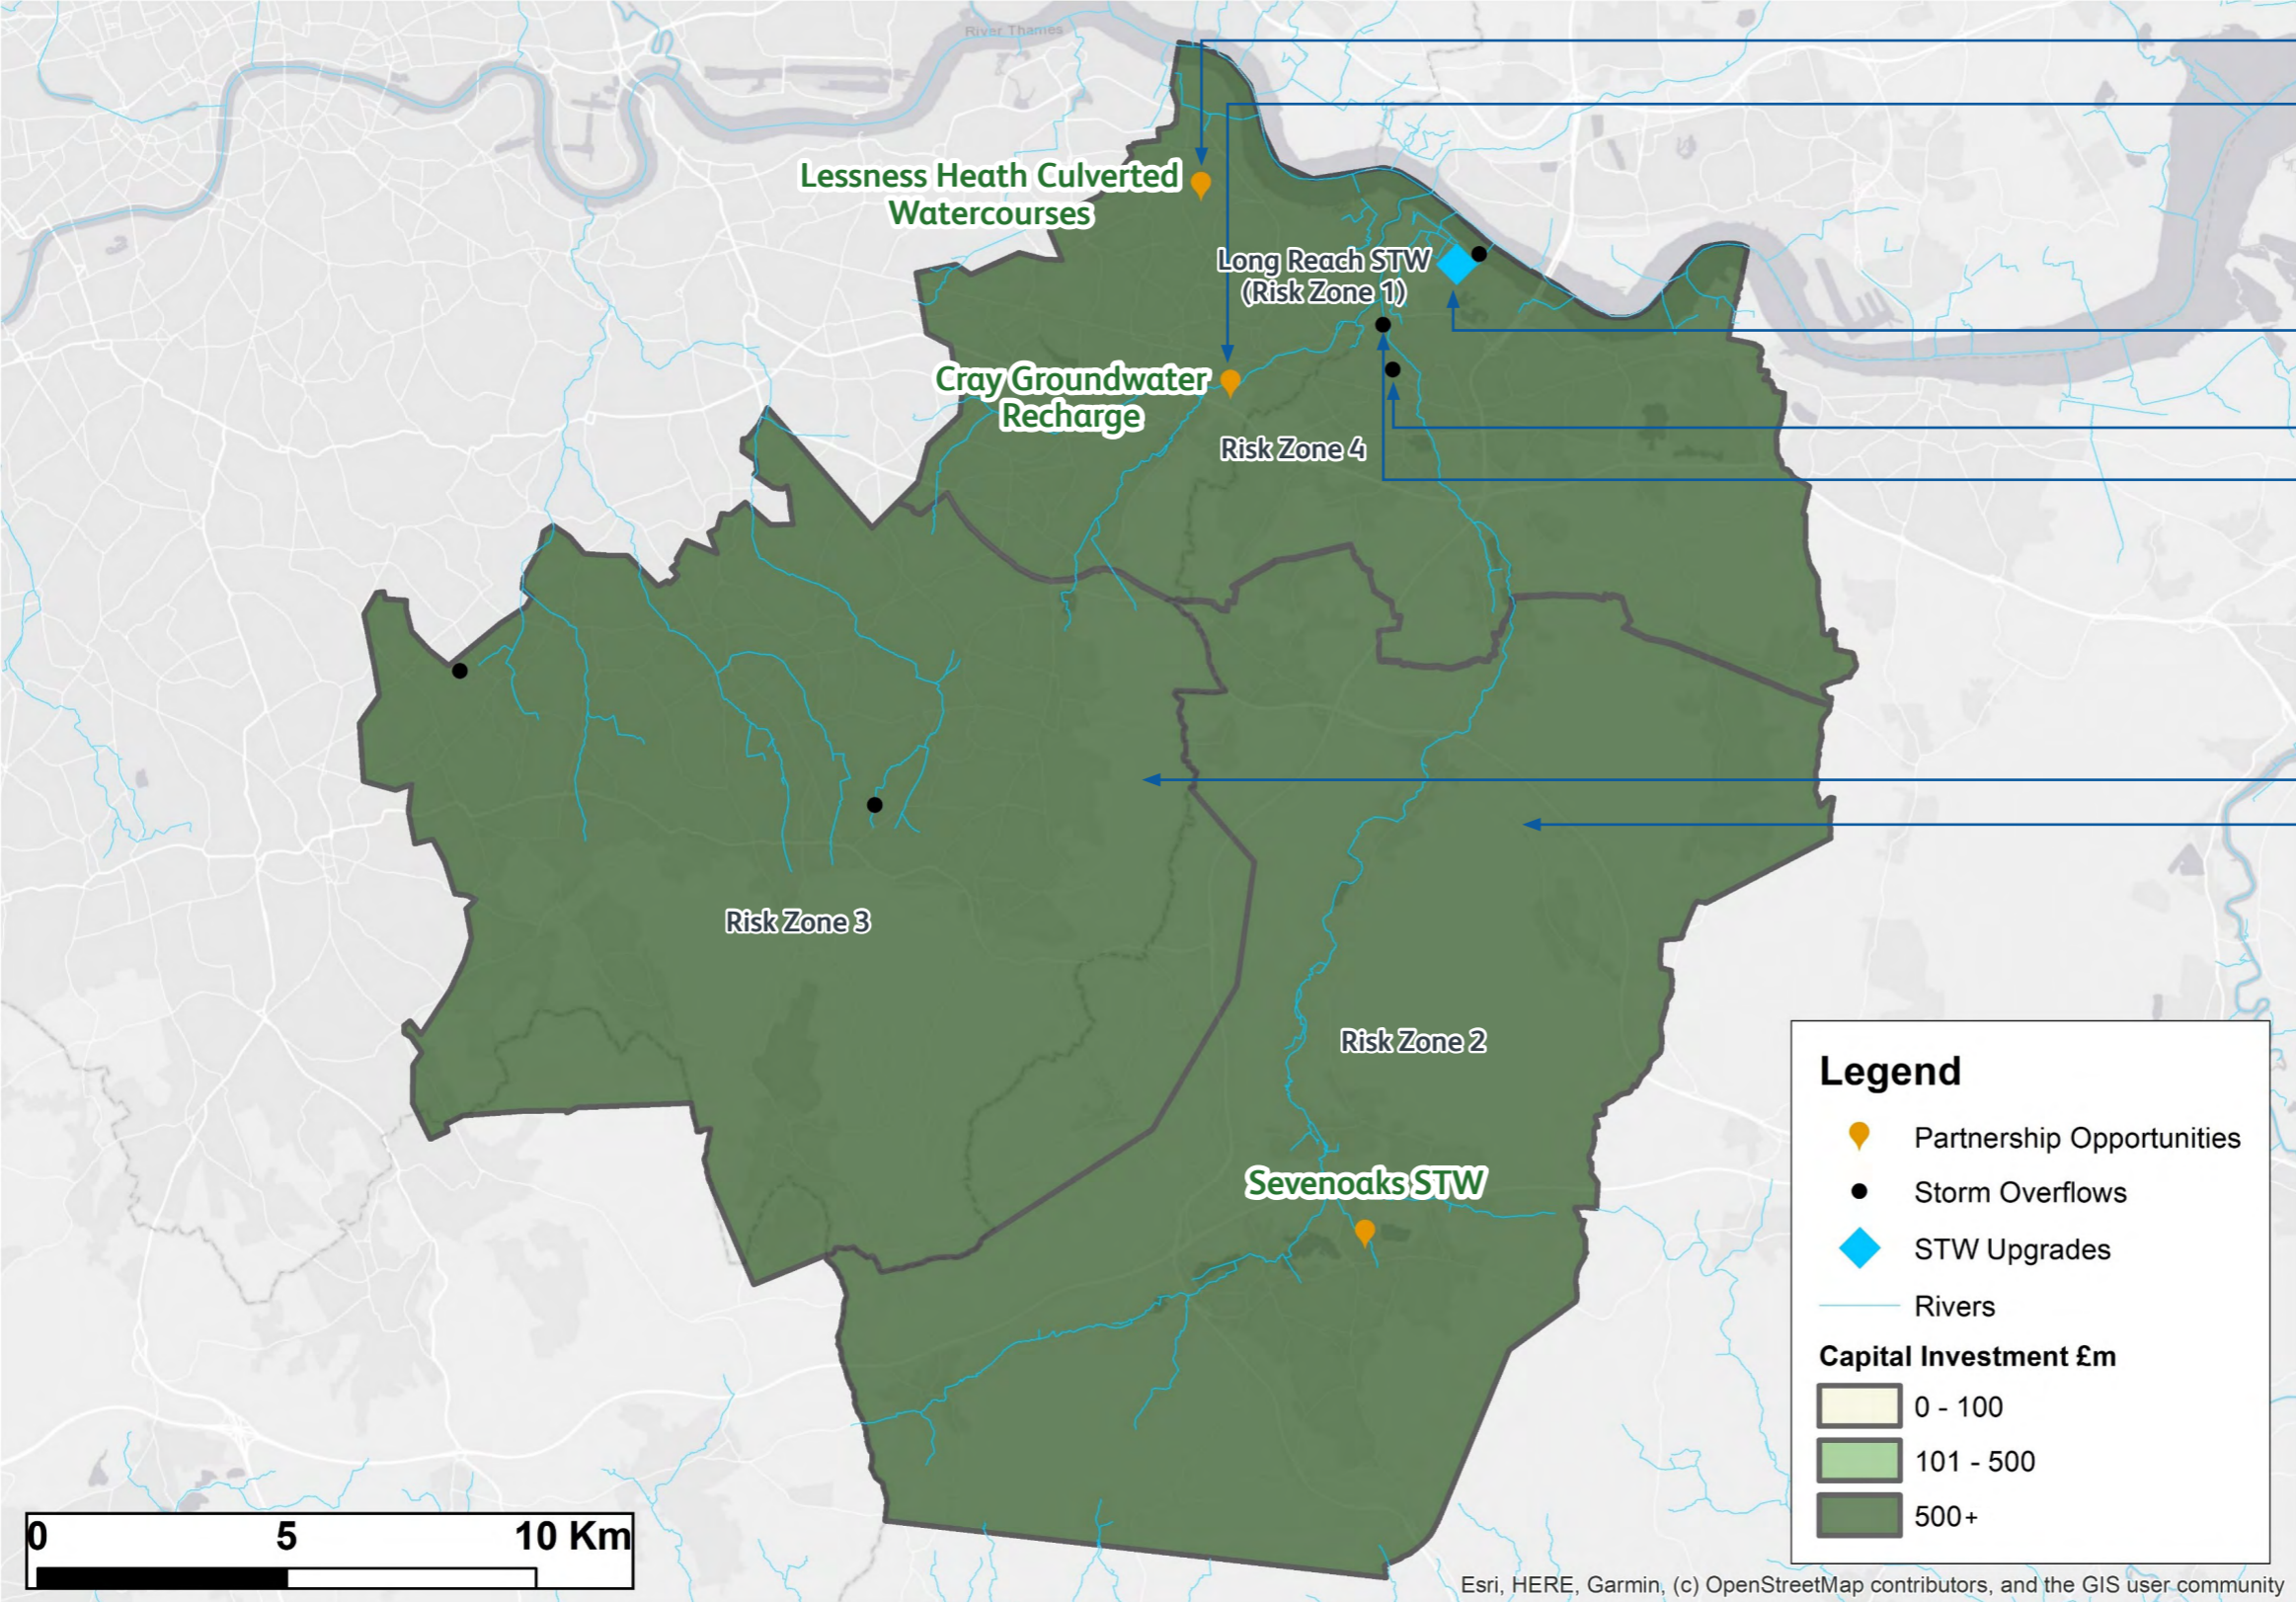 River Thames
Lessness Heath Culverted
Watercourses
Long Reach STW
(Risk Zone 1)
Cray Groundwater
Recharge
Risk Zone 4
Risk Zone 3
Risk Zone 2
Sevenoaks STW
Legend
Partnership Opportunities
Storm Overflows
STW Upgrades
Rivers
Capital Investment £m
0 - 100
101 - 500
500+
0 5 10 Km
Esri, HERE, Garmin, (c) OpenStreetMap contributors, and the GIS user community